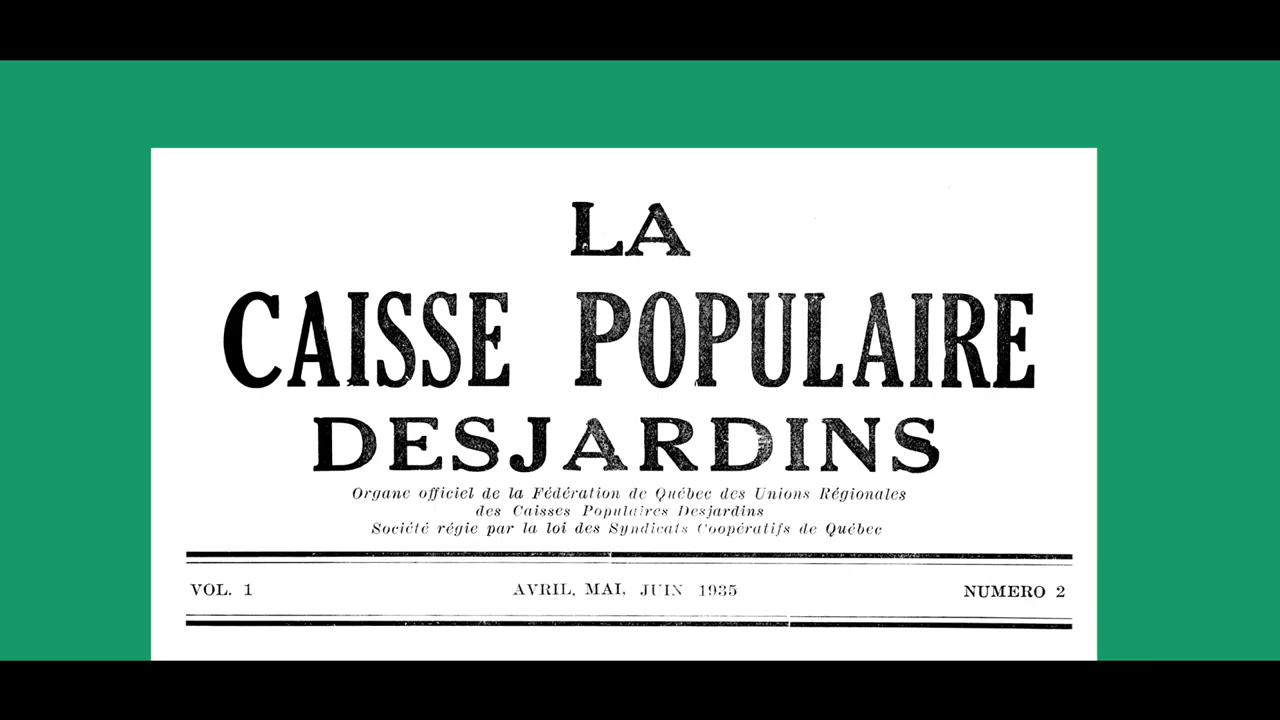 LA
CAISSE POPULAIRE
DESJARDINS
Organe officiel de la Fédération de Québec des Unions Régionales
des Caisses Populaires Desjardins
Société régie par la loi des Syndicats Coopératifs de Québec
VOL. 1 AVRIL, MAI, JUIN 1935 NUMERO 2